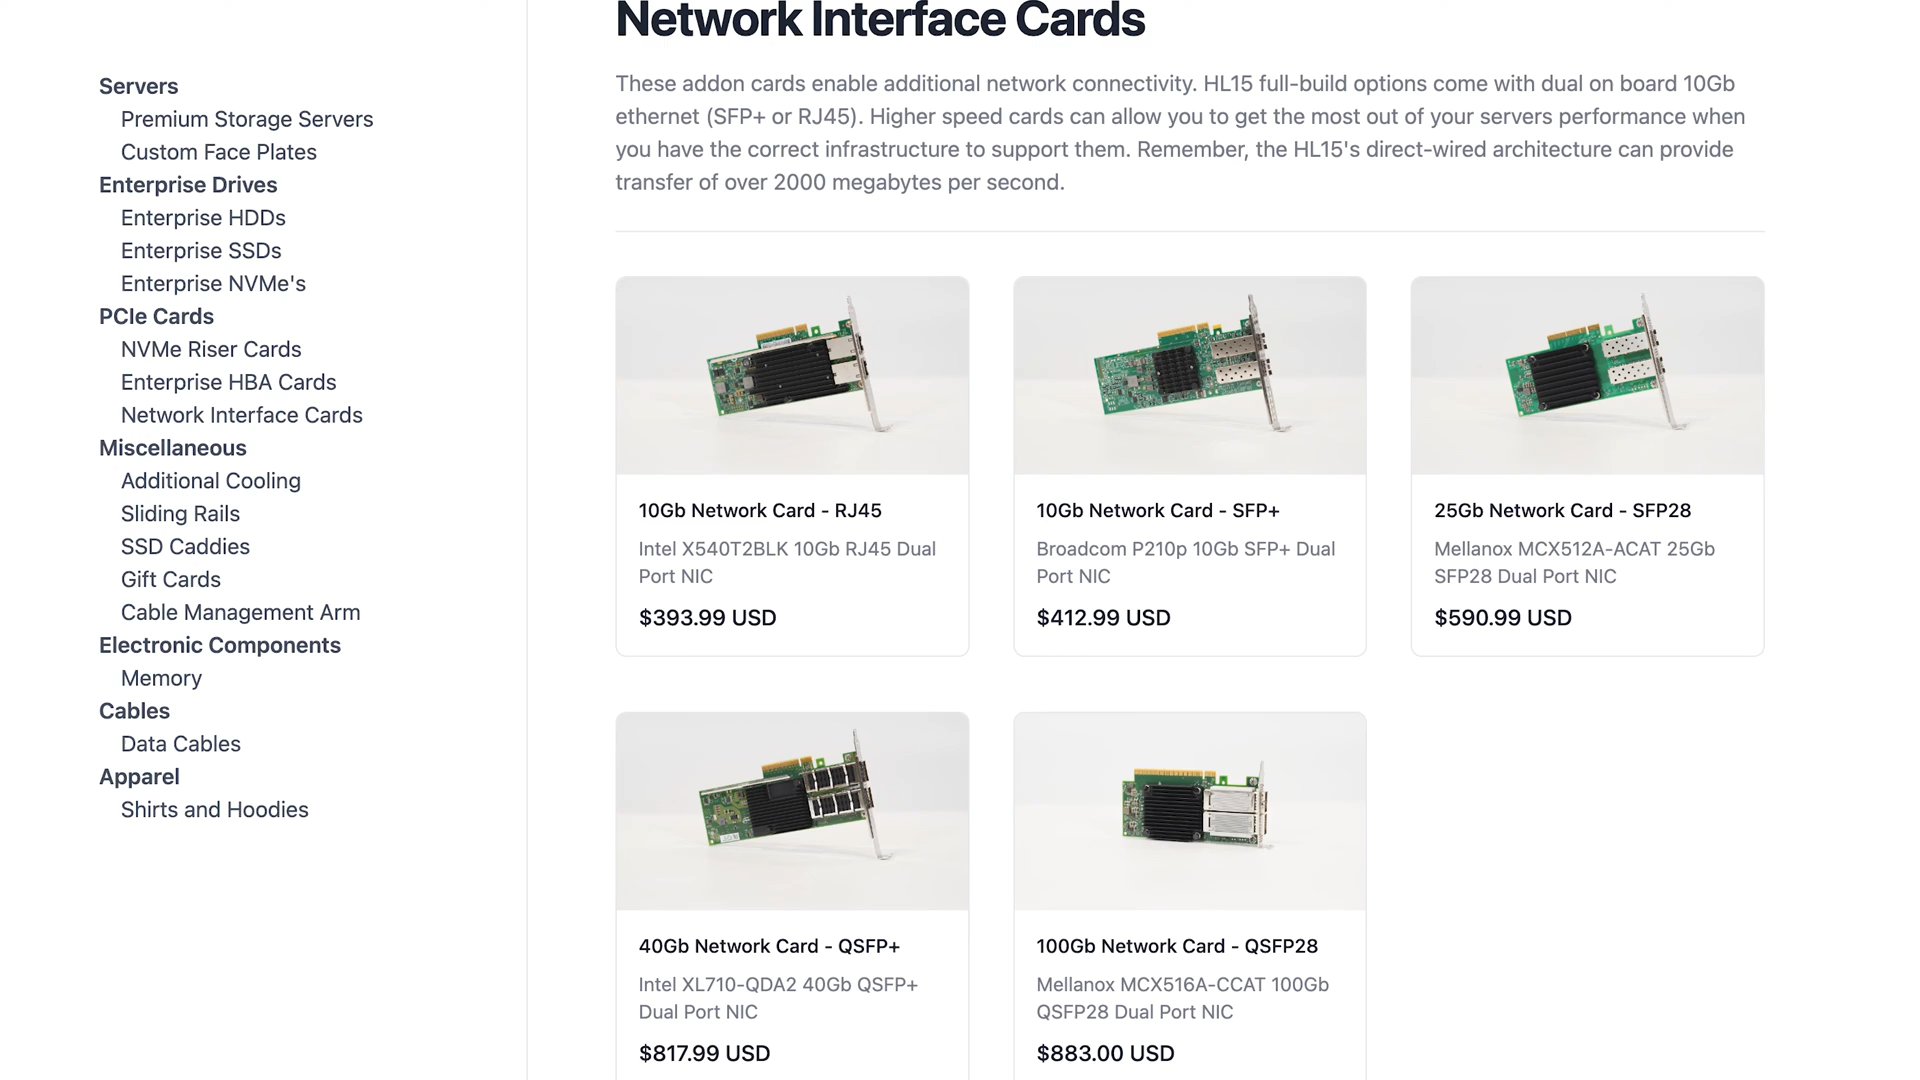 Network Interface Cards
These addon cards enable additional network connectivity. HL15 full-build options come with dual on board 10Gb
ethernet (SFP+ or RJ45). Higher speed cards can allow you to get the most out of your servers performance when
you have the correct infrastructure to support them. Remember, the HL15's direct-wired architecture can provide
transfer of over 2000 megabytes per second.
Servers
Premium Storage Servers
Custom Face Plates
Enterprise Drives
Enterprise HDDs
Enterprise SSDs
Enterprise NVMe's
PCIe Cards
NVMe Riser Cards
Enterprise HBA Cards
Network Interface Cards
Miscellaneous
Additional Cooling
Sliding Rails
SSD Caddies
Gift Cards
Cable Management Arm
Electronic Components
Memory
Cables
Data Cables
Apparel
Shirts and Hoodies
10Gb Network Card - RJ45
Intel X540T2BLK 10Gb RJ45 Dual
Port NIC
$393.99 USD
10Gb Network Card - SFP+
Broadcom P210p 10Gb SFP+ Dual
Port NIC
$412.99 USD
25Gb Network Card - SFP28
Mellanox MCX512A-ACAT 25Gb
SFP28 Dual Port NIC
$590.99 USD
40Gb Network Card - QSFP+
Intel XL710-QDA2 40Gb QSFP+
Dual Port NIC
$817.99 USD
100Gb Network Card - QSFP28
Mellanox MCX516A-CCAT 100Gb
QSFP28 Dual Port NIC
$883.00 USD